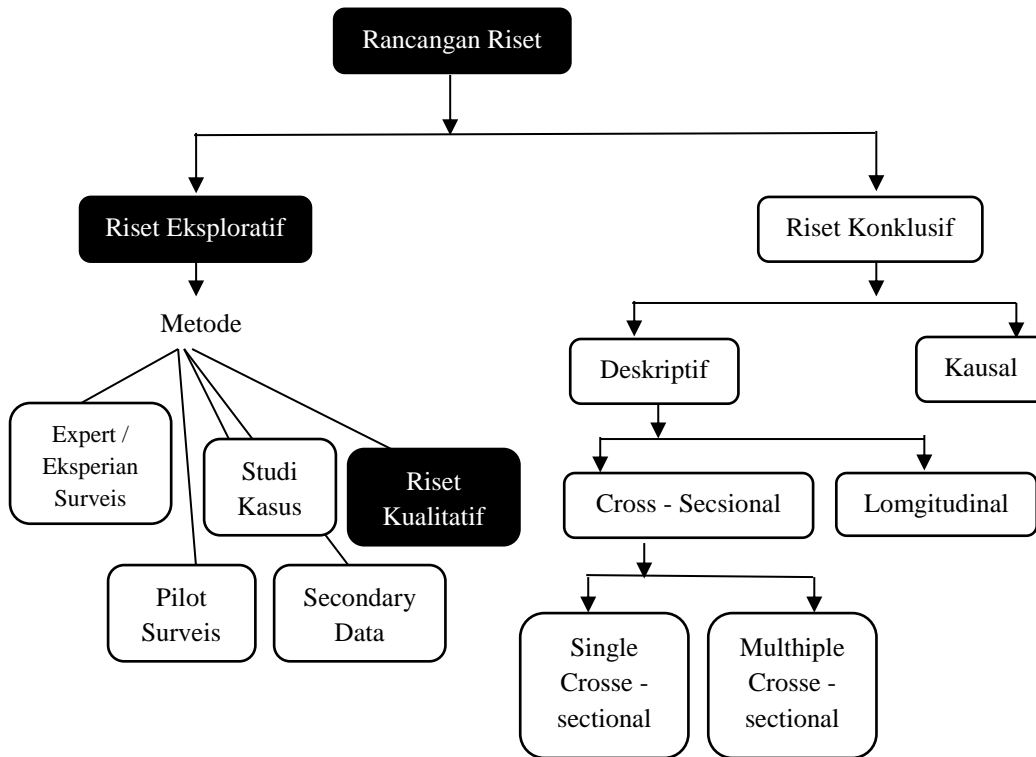 Rancangan Riset
Riset Eksploratif
Riset Konklusif
Metode
Deskriptif
Kausal
Expert /
Eksperian
Surveis
Studi
Kasus
Riset
Kualitatif
Cross - Secsional
Lomgitudinal
Pilot
Surveis
Secondary
Data
Single
Crosse -
sectional
Multhiple
Crosse -
sectional